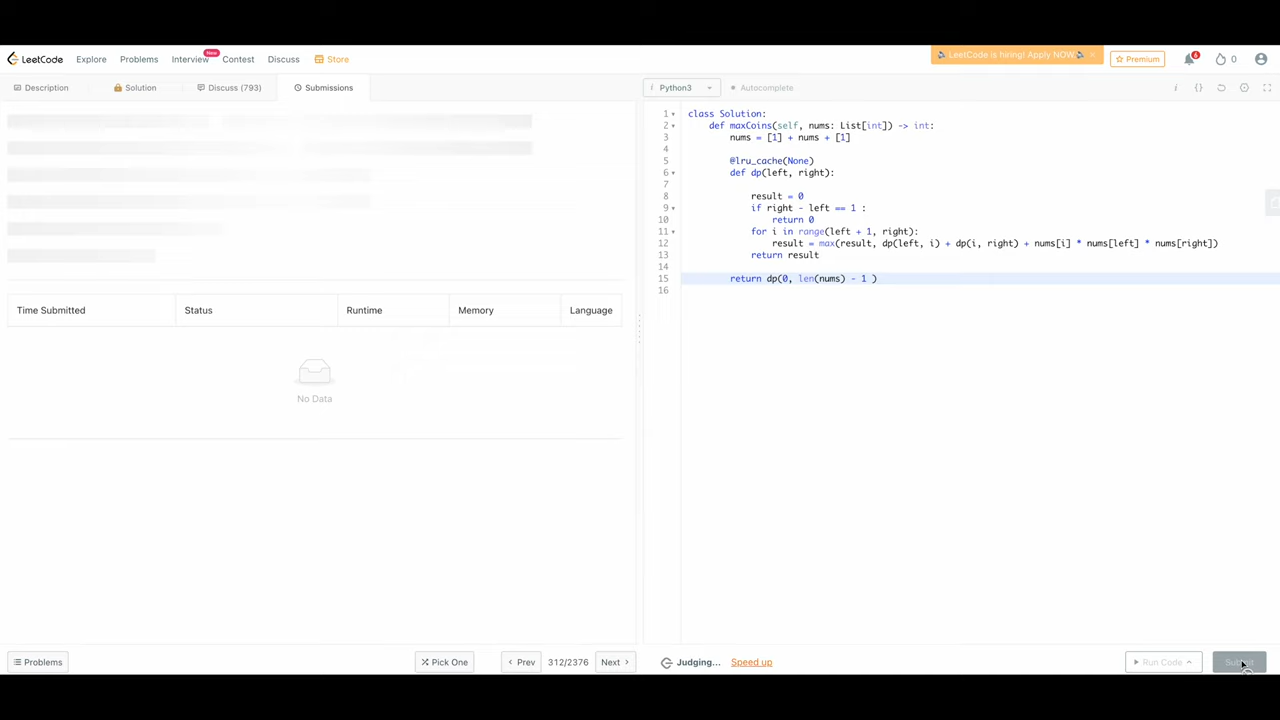 LeetCode Explore Problems Interview New Contest Discuss Store LeetCode is hiring! Apply NOW. Premium 6 0
Description Solution Discuss (793) Submissions
i Python3 Autocomplete i {}
1 class Solution:
2 def maxCoins(self, nums: List[int]) -> int:
3 nums = [1] + nums + [1]
4
5 @lru_cache(None)
6 def dp(left, right):
7
8 result = 0
9 if right - left == 1 :
10 return 0
11 for i in range(left + 1, right):
12 result = max(result, dp(left, i) + dp(i, right) + nums[i] * nums[left] * nums[right])
13 return result
14
15 return dp(0, len(nums) - 1 )
16
Time Submitted Status Runtime Memory Language
No Data
Problems Pick One Prev 312/2376 Next Judging... Speed up Run Code Submit